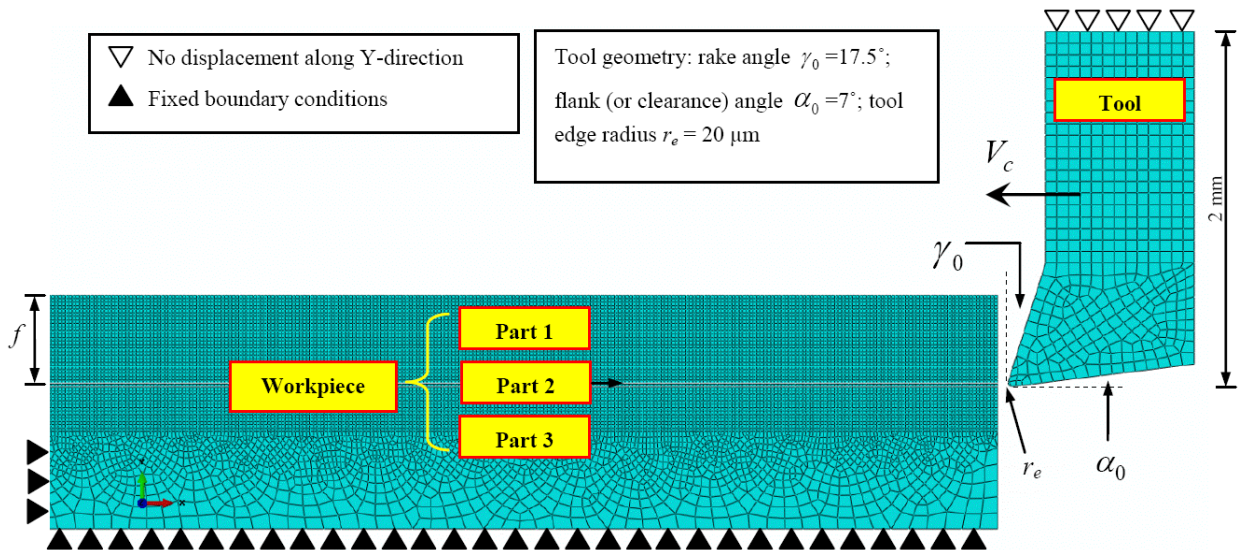 No displacement along Y-direction
Fixed boundary conditions
Tool geometry: rake angle γ₀ =17.5˚;
flank (or clearance) angle α₀ =7˚; tool
edge radius rₑ = 20 μm
Tool
V_c
2 mm
γ₀
f
Part 1
Workpiece
Part 2
Part 3
rₑ
α₀
Y
X